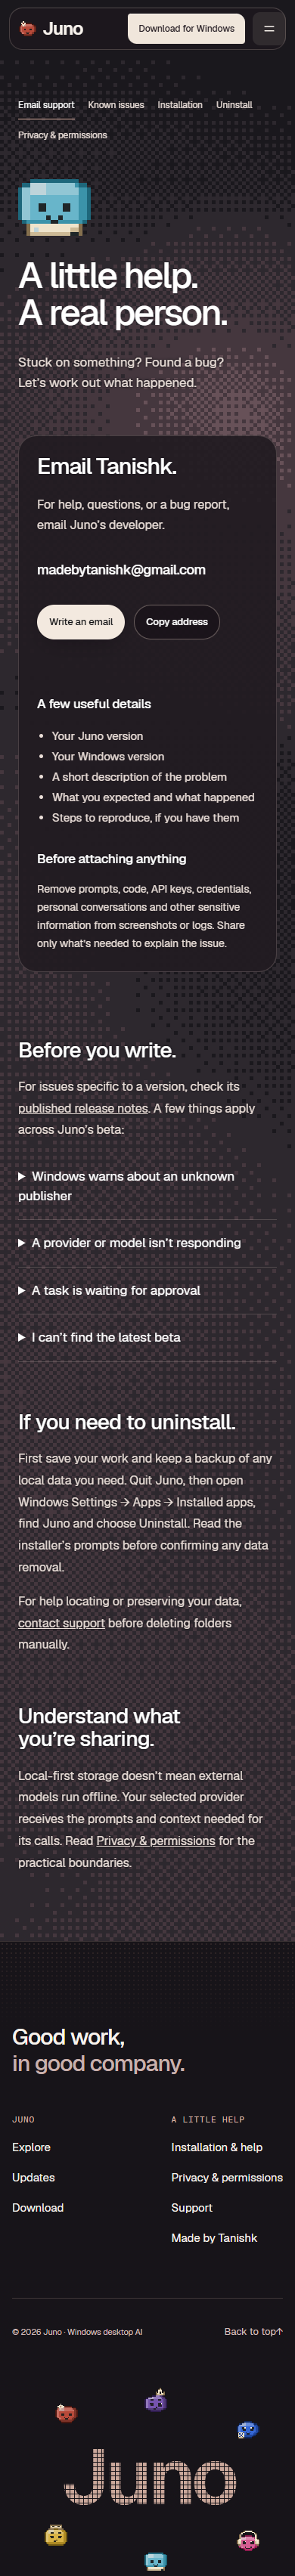 Juno
Download for Windows
Email support
Known issues
Installation
Uninstall
Privacy & permissions
A little help.
A real person.
Stuck on something? Found a bug?
Let's work out what happened.
Email Tanishk.
For help, questions, or a bug report,
email Juno's developer.
madebytanishk@gmail.com
Write an email
Copy address
A few useful details
• Your Juno version
• Your Windows version
• A short description of the problem
• What you expected and what happened
• Steps to reproduce, if you have them
Before attaching anything
Remove prompts, code, API keys, credentials,
personal conversations and other sensitive
information from screenshots or logs. Share
only what's needed to explain the issue.
Before you write.
For issues specific to a version, check its
published release notes. A few things apply
across Juno's beta:
▶ Windows warns about an unknown
publisher
▶ A provider or model isn't responding
▶ A task is waiting for approval
▶ I can't find the latest beta
If you need to uninstall.
First save your work and keep a backup of any
local data you need. Quit Juno, then open
Windows Settings → Apps → Installed apps,
find Juno and choose Uninstall. Read the
installer's prompts before confirming any data
removal.
For help locating or preserving your data,
contact support before deleting folders
manually.
Understand what
you're sharing.
Local-first storage doesn't mean external
models run offline. Your selected provider
receives the prompts and context needed for
its calls. Read Privacy & permissions for the
practical boundaries.
Good work,
in good company.
JUNO
Explore
Updates
Download
A LITTLE HELP
Installation & help
Privacy & permissions
Support
Made by Tanishk
© 2026 Juno · Windows desktop AI
Back to top↑
Juno